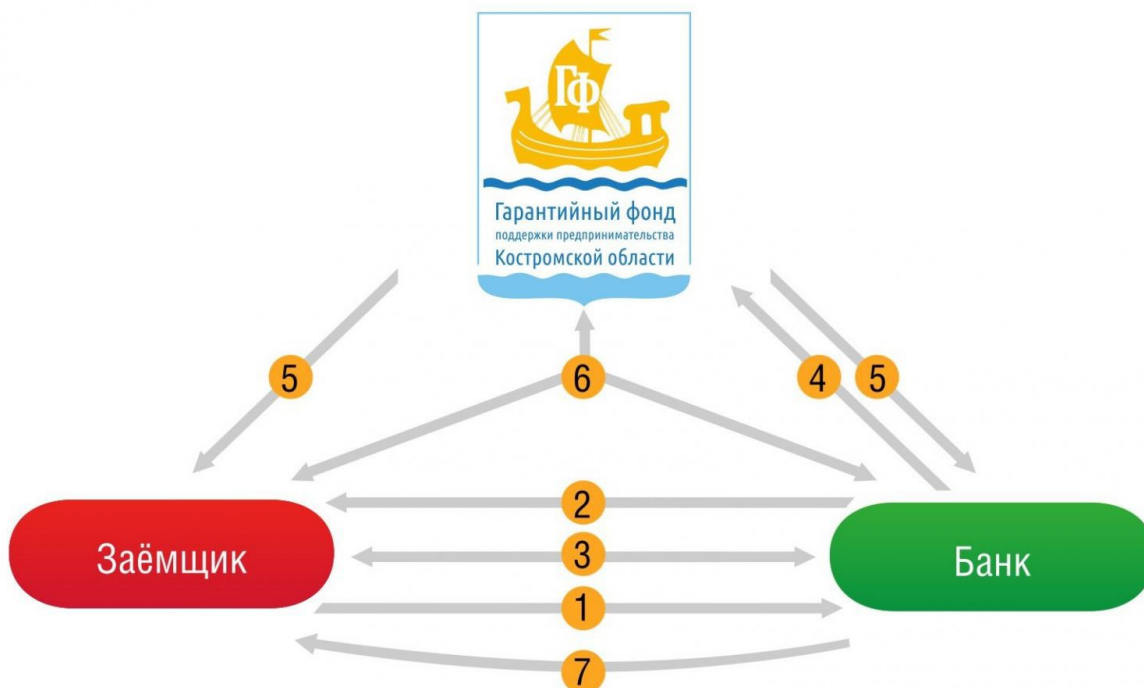 ГФ
Гарантийный фонд
поддержки предпринимательства
Костромской области
5
6
4
5
2
Заёмщик
3
Банк
1
7